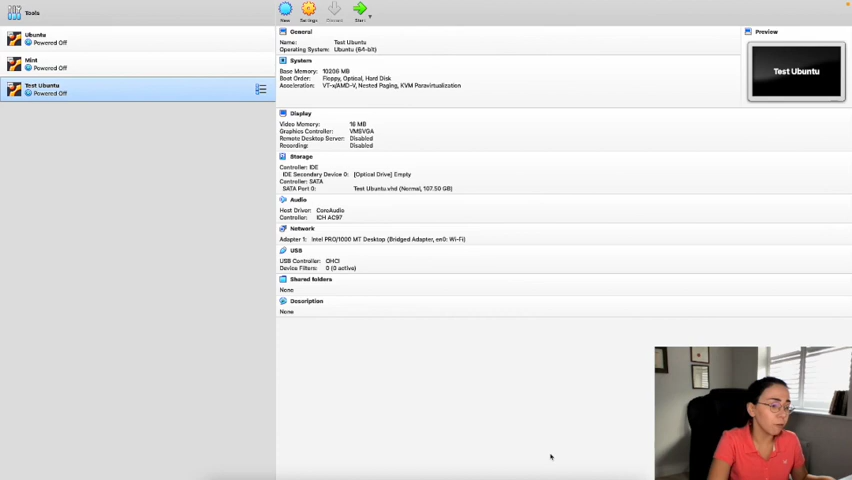 Tools
New
Settings
Discard
Start
Ubuntu
Powered Off
Mint
Powered Off
Test Ubuntu
Powered Off
General
Name: Test Ubuntu
Operating System: Ubuntu (64-bit)
System
Base Memory: 10206 MB
Boot Order: Floppy, Optical, Hard Disk
Acceleration: VT-x/AMD-V, Nested Paging, KVM Paravirtualization
Display
Video Memory: 16 MB
Graphics Controller: VMSVGA
Remote Desktop Server: Disabled
Recording: Disabled
Storage
Controller: IDE
IDE Secondary Device 0: [Optical Drive] Empty
Controller: SATA
SATA Port 0: Test Ubuntu.vhd (Normal, 107.50 GB)
Audio
Host Driver: CoreAudio
Controller: ICH AC97
Network
Adapter 1: Intel PRO/1000 MT Desktop (Bridged Adapter, en0: Wi-Fi)
USB
USB Controller: OHCI
Device Filters: 0 (0 active)
Shared folders
None
Description
None
Preview
Test Ubuntu